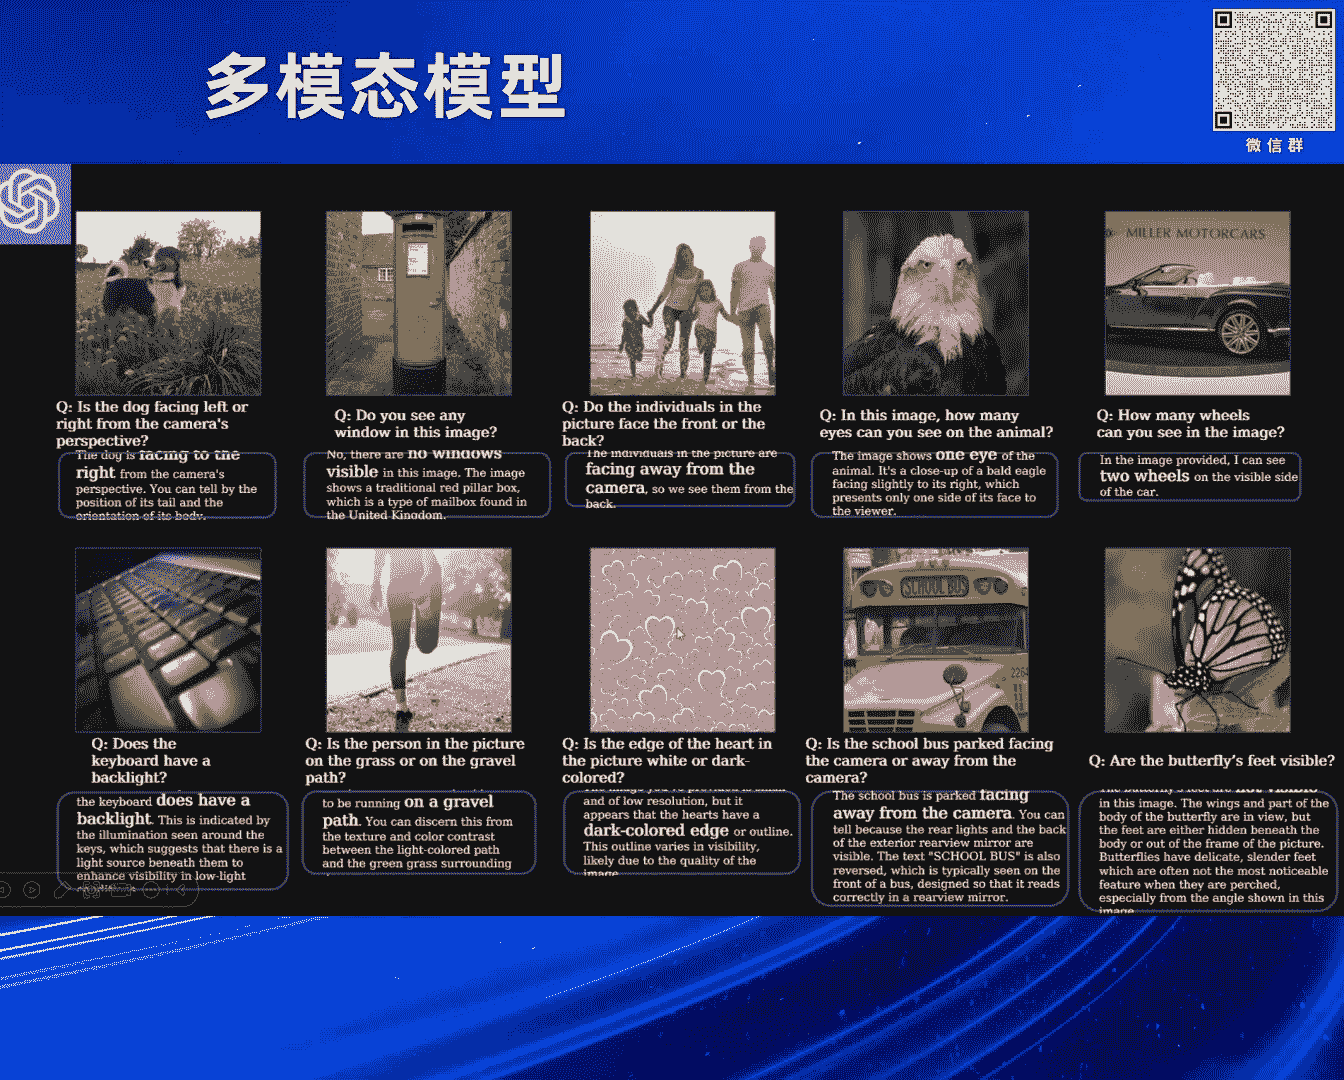 多模态模型
微信群
MILLER MOTORCARS
Q: Is the dog facing left or
right from the camera's
perspective?
The dog is facing to the
right from the camera's
perspective. You can tell by the
position of its tail and the
orientation of its body.
Q: Do you see any
window in this image?
No, there are no windows
visible in this image. The image
shows a traditional red pillar box,
which is a type of mailbox found in
the United Kingdom.
Q: Do the individuals in the
picture face the front or the
back?
The individuals in the picture are
facing away from the
camera, so we see them from the
back.
Q: In this image, how many
eyes can you see on the animal?
The image shows one eye of the
animal. It's a close-up of a bald eagle
facing slightly to its right, which
presents only one side of its face to
the viewer.
Q: How many wheels
can you see in the image?
In the image provided, I can see
two wheels on the visible side
of the car.
SCHOOL BUS
2264
Q: Does the
keyboard have a
backlight?
the keyboard does have a
backlight. This is indicated by
the illumination seen around the
keys, which suggests that there is a
light source beneath them to
enhance visibility in low-light
Q: Is the person in the picture
on the grass or on the gravel
path?
to be running on a gravel
path. You can discern this from
the texture and color contrast
between the light-colored path
and the green grass surrounding
Q: Is the edge of the heart in
the picture white or dark-
colored?
and of low resolution, but it
appears that the hearts have a
dark-colored edge or outline.
This outline varies in visibility,
likely due to the quality of the
image.
Q: Is the school bus parked facing
the camera or away from the
camera?
The school bus is parked facing
away from the camera. You can
tell because the rear lights and the back
of the exterior rearview mirror are
visible. The text "SCHOOL BUS" is also
reversed, which is typically seen on the
front of a bus, designed so that it reads
correctly in a rearview mirror.
Q: Are the butterfly's feet visible?
The butterfly's feet are not visible
in this image. The wings and part of the
body of the butterfly are in view, but
the feet are either hidden beneath the
body or out of the frame of the picture.
Butterflies have delicate, slender feet
which are often not the most noticeable
feature when they are perched,
especially from the angle shown in this
image.